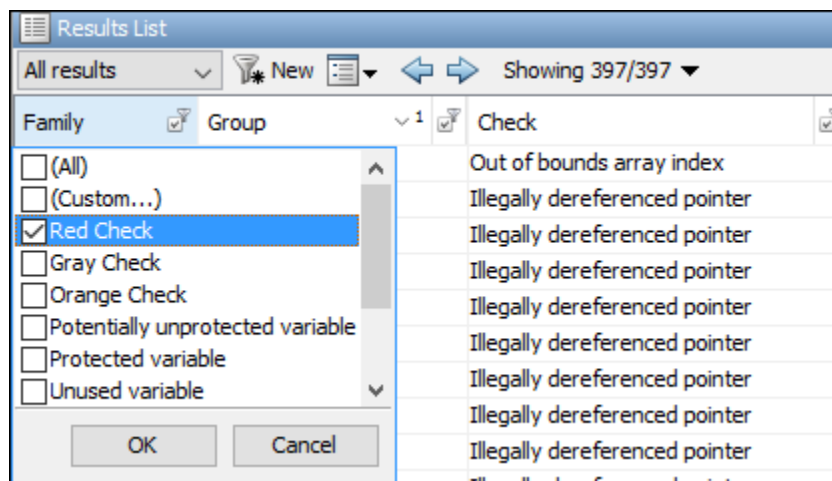 Results List
All results New Showing 397/397
Family Group 1 Check
(All) Out of bounds array index
(Custom...) Illegally dereferenced pointer
Red Check Illegally dereferenced pointer
Gray Check Illegally dereferenced pointer
Orange Check Illegally dereferenced pointer
Potentially unprotected variable Illegally dereferenced pointer
Protected variable Illegally dereferenced pointer
Unused variable Illegally dereferenced pointer
OK Cancel Illegally dereferenced pointer